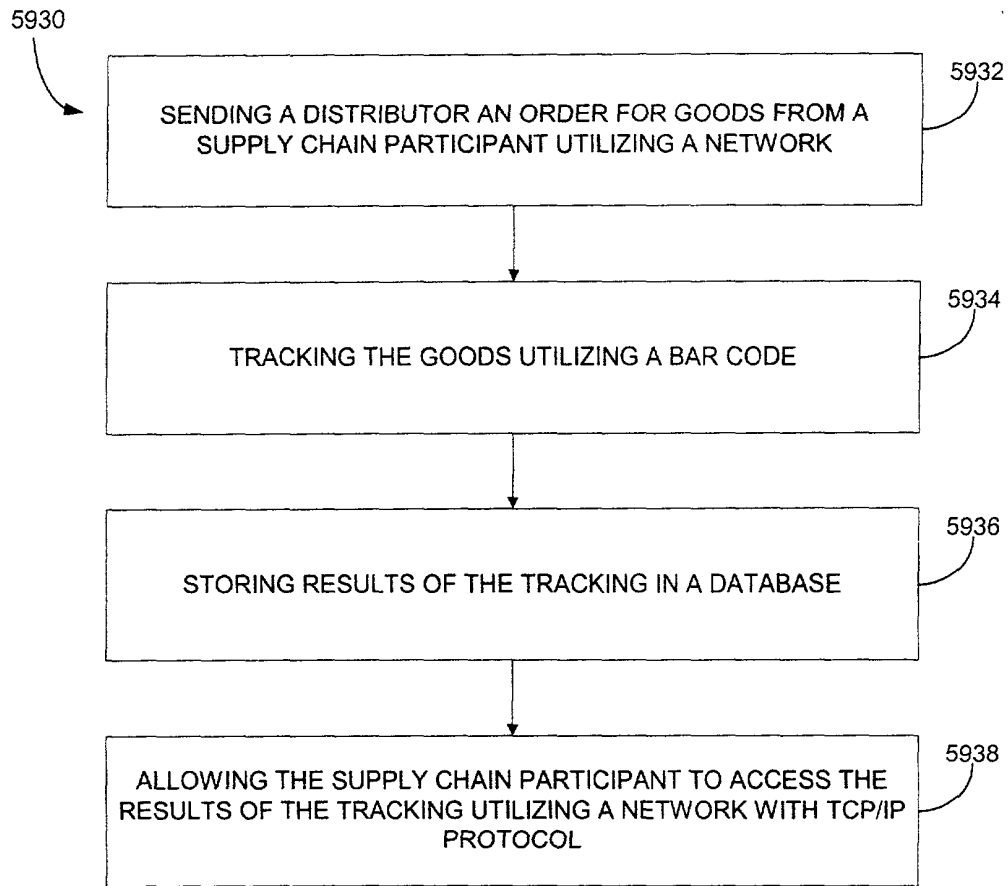 5930
5932
SENDING A DISTRIBUTOR AN ORDER FOR GOODS FROM A
SUPPLY CHAIN PARTICIPANT UTILIZING A NETWORK
5934
TRACKING THE GOODS UTILIZING A BAR CODE
5936
STORING RESULTS OF THE TRACKING IN A DATABASE
5938
ALLOWING THE SUPPLY CHAIN PARTICIPANT TO ACCESS THE
RESULTS OF THE TRACKING UTILIZING A NETWORK WITH TCP/IP
PROTOCOL